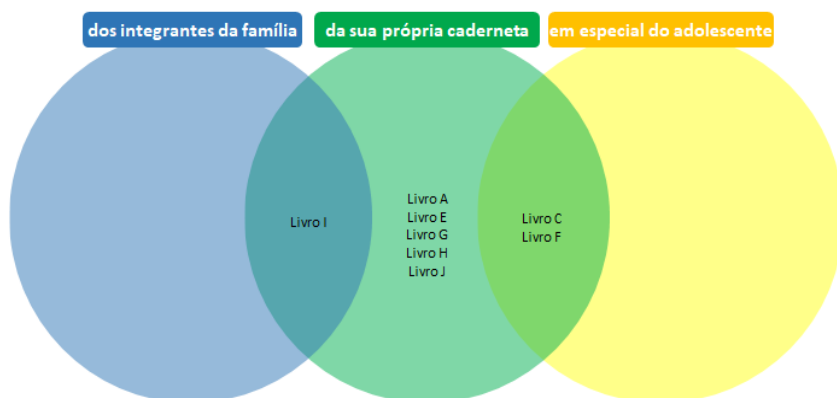 dos integrantes da família
da sua própria caderneta
em especial do adolescente
Livro I
Livro A
Livro E
Livro G
Livro H
Livro J
Livro C
Livro F